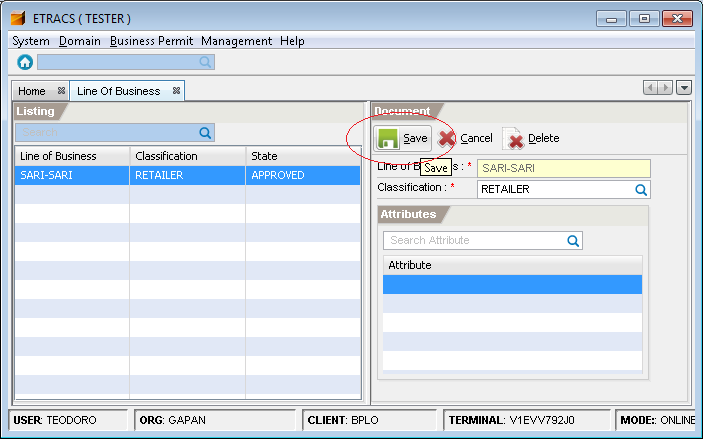 ETRACS ( TESTER )
System Domain Business Permit Management Help
Home Line Of Business
Listing
Search
Line of Business Classification State
SARI-SARI RETAILER APPROVED
Document
Save Cancel Delete
Save
Line of B s : * SARI-SARI
Classification : * RETAILER
Attributes
Search Attribute
Attribute
USER: TEODORO ORG: GAPAN CLIENT: BPLO TERMINAL: V1EVV792J0 MODE:: ONLINE